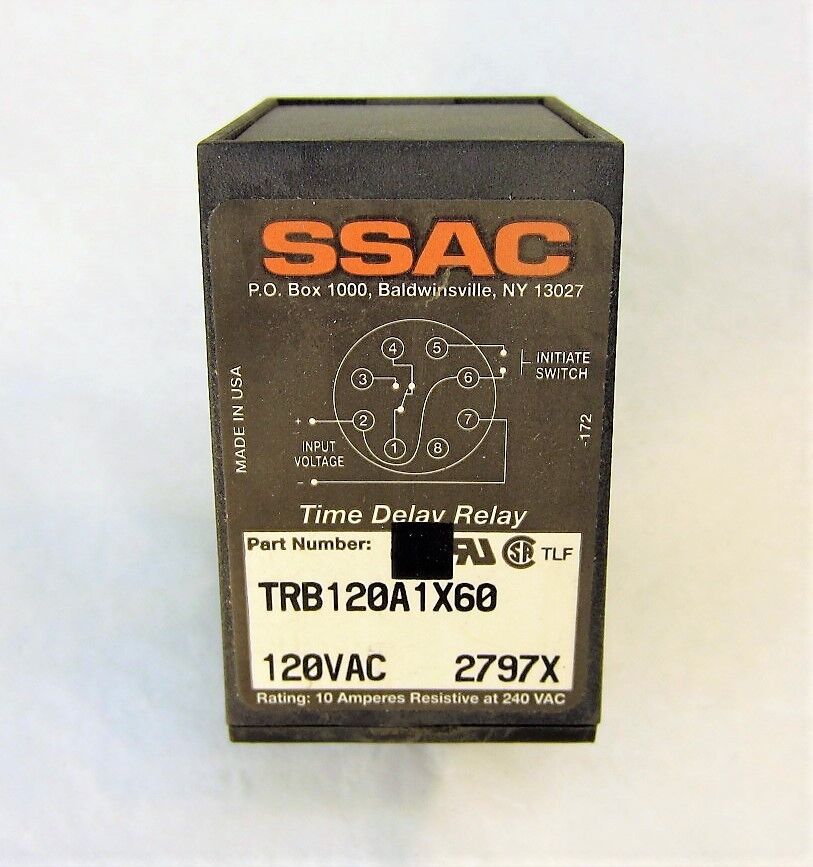 SSAC
P.O. Box 1000, Baldwinsville, NY 13027
MADE IN USA
4
5
3
6
2
7
1
8
INITIATE
SWITCH
+
INPUT
VOLTAGE
-
-172
Time Delay Relay
Part Number:
RU
SA
TLF
TRB120A1X60
120VAC 2797X
Rating: 10 Amperes Resistive at 240 VAC